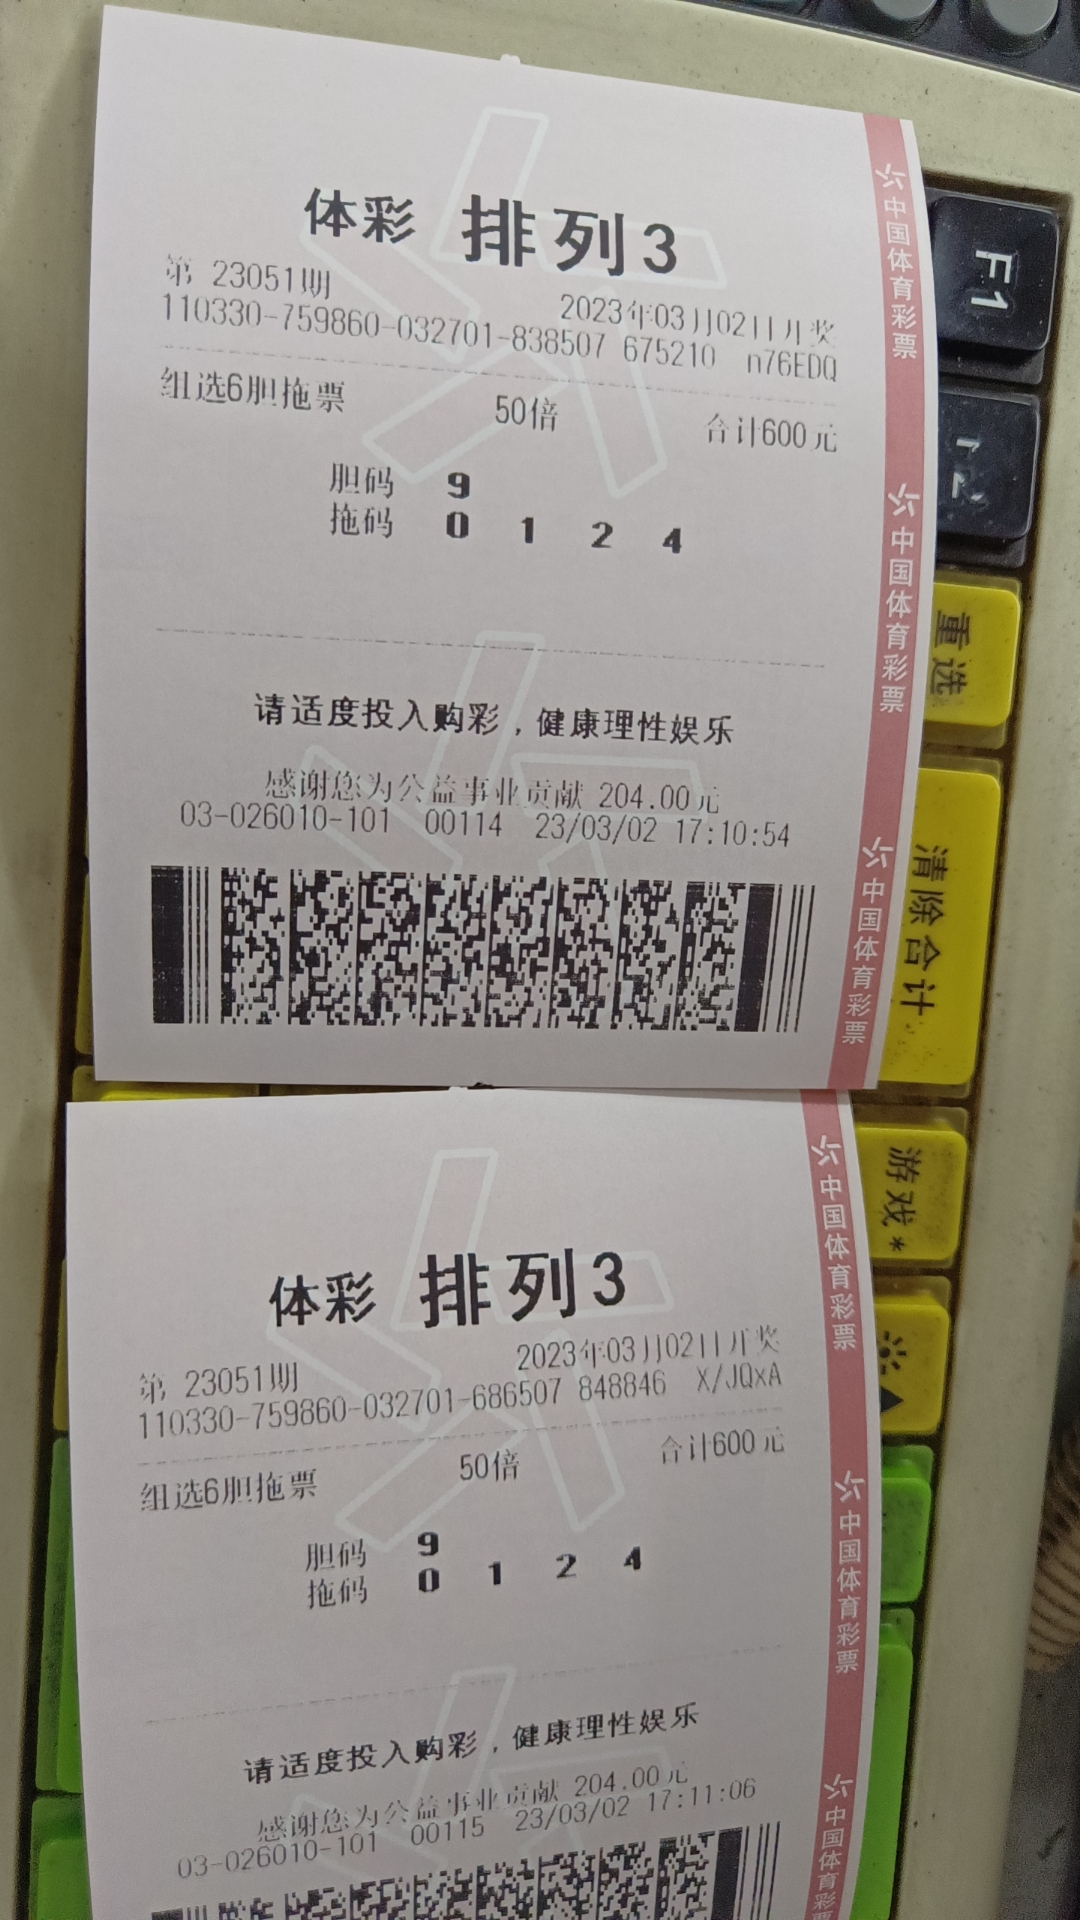 体彩 排列3
第 23051期
2023年03月02日开奖
110330-759860-032701-838507 675210 n76EDQ
组选6胆拖票 50倍 合计600元
胆码 9
拖码 0 1 2 4
请适度投入购彩，健康理性娱乐
感谢您为公益事业贡献 204.00元
03-026010-101 00114 23/03/02 17:10:54
中国体育彩票
中国体育彩票
中国体育彩票
F1
重选
清除合计
游戏*
体彩 排列3
第 23051期
2023年03月02日开奖
110330-759860-032701-686507 848846 X/JQxA
组选6胆拖票 50倍 合计600元
胆码 9
拖码 0 1 2 4
请适度投入购彩，健康理性娱乐
感谢您为公益事业贡献 204.00元
03-026010-101 00115 23/03/02 17:11:06
中国体育彩票
中国体育彩票
中国体育彩